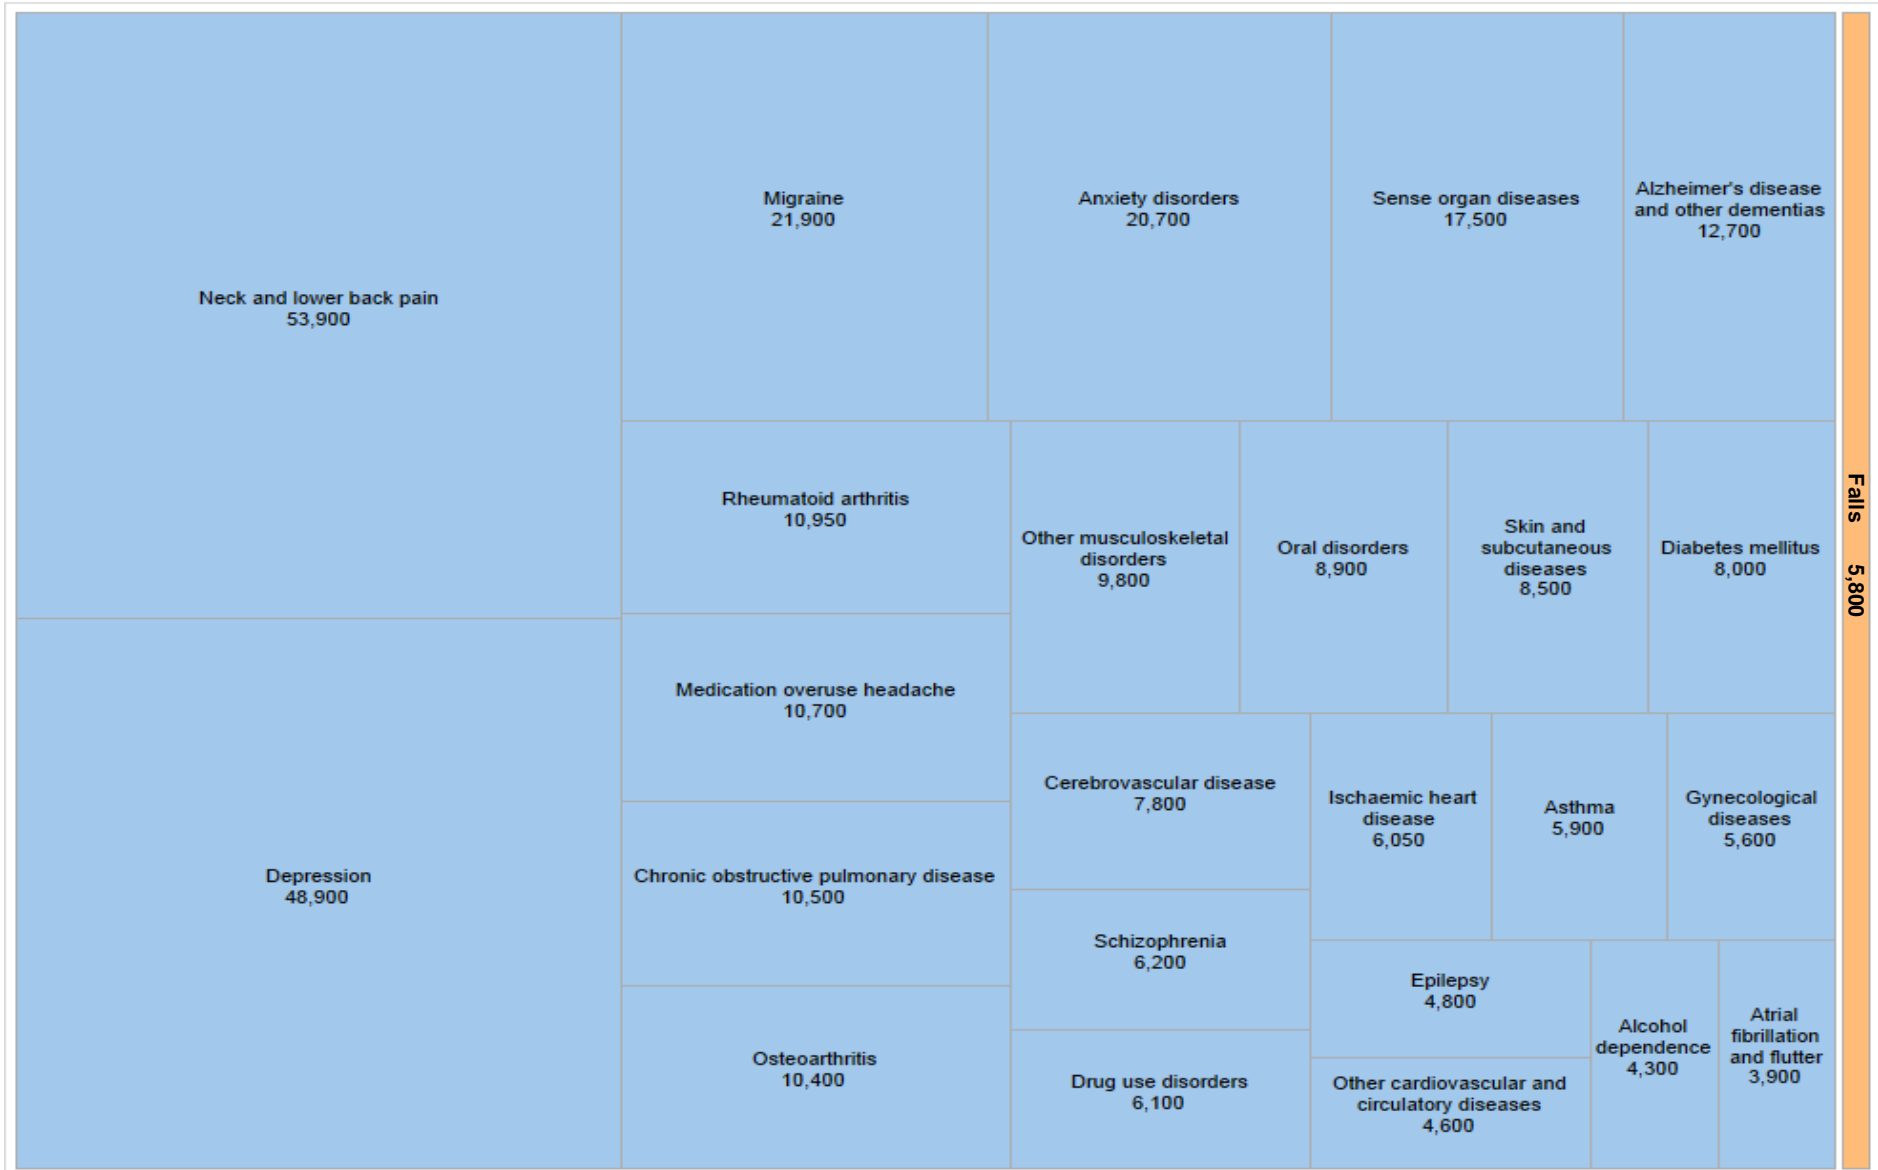 Neck and lower back pain
53,900
Depression
48,900
Migraine
21,900
Anxiety disorders
20,700
Sense organ diseases
17,500
Alzheimer's disease
and other dementias
12,700
Rheumatoid arthritis
10,950
Medication overuse headache
10,700
Chronic obstructive pulmonary disease
10,500
Osteoarthritis
10,400
Other musculoskeletal
disorders
9,800
Oral disorders
8,900
Skin and
subcutaneous
diseases
8,500
Diabetes mellitus
8,000
Cerebrovascular disease
7,800
Schizophrenia
6,200
Drug use disorders
6,100
Ischaemic heart
disease
6,050
Asthma
5,900
Gynecological
diseases
5,600
Epilepsy
4,800
Other cardiovascular and
circulatory diseases
4,600
Alcohol
dependence
4,300
Atrial
fibrillation
and flutter
3,900
Falls 5,800